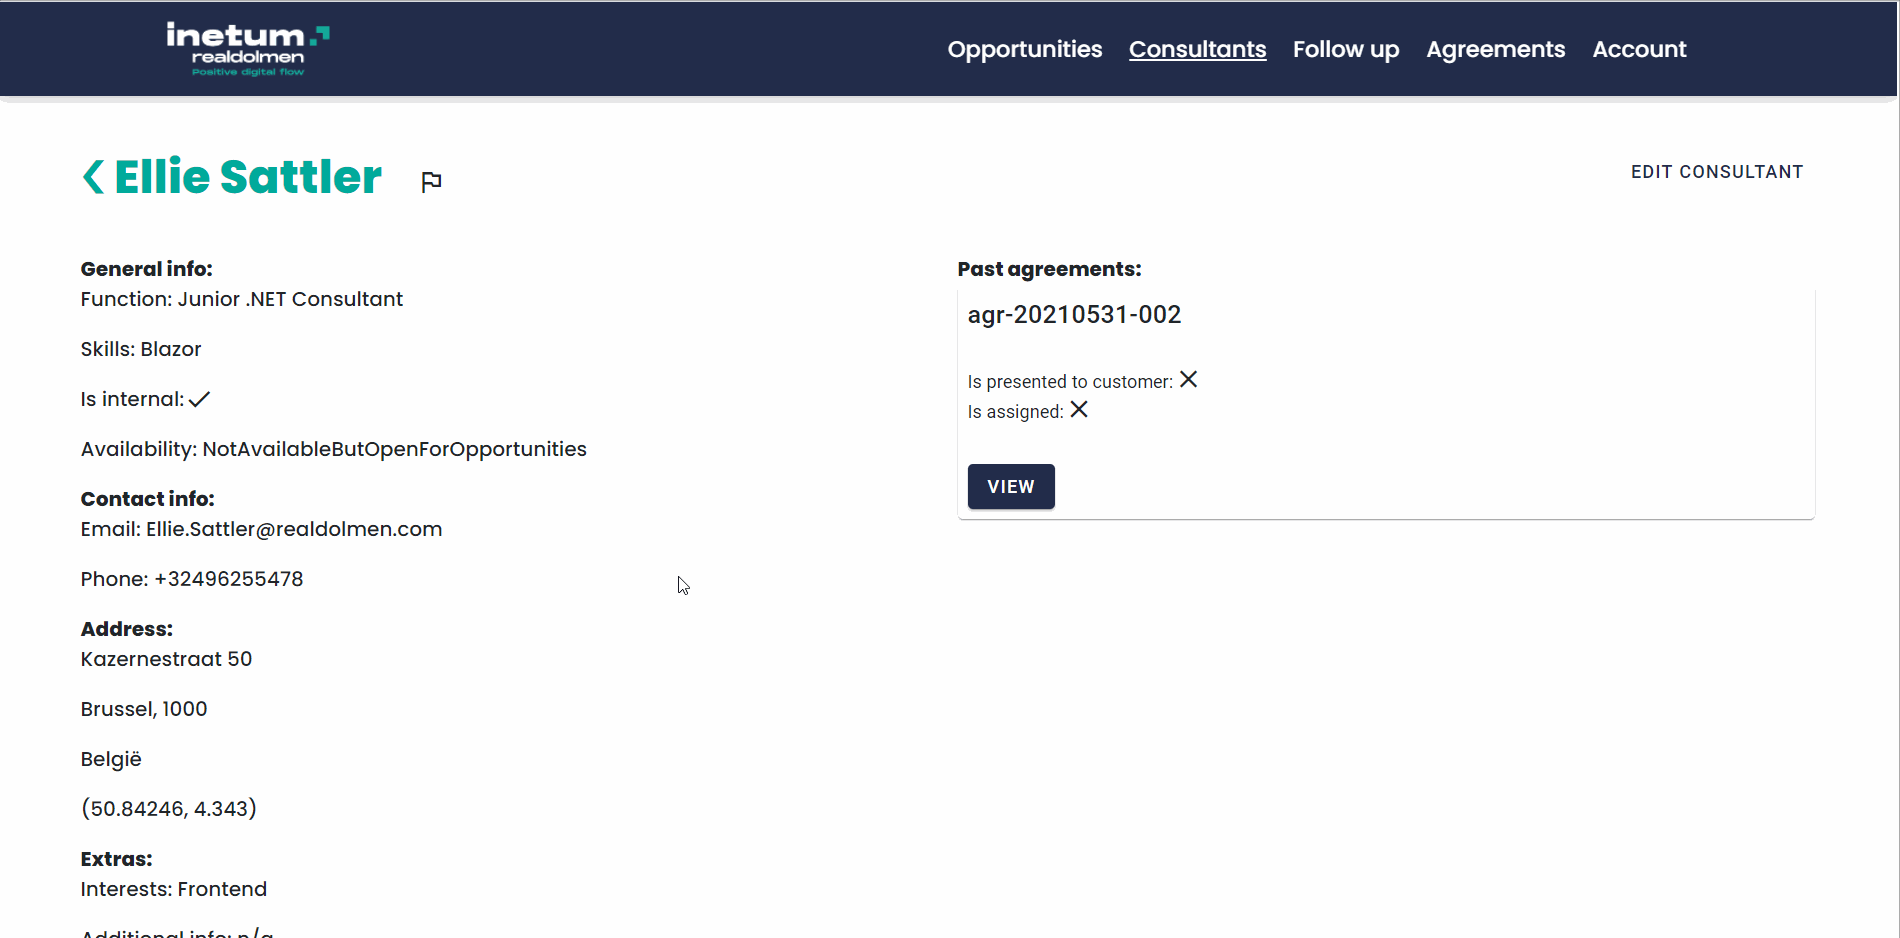 inetum
realdolmen
Positive digital flow
Opportunities Consultants Follow up Agreements Account
Ellie Sattler
EDIT CONSULTANT
General info:
Function: Junior .NET Consultant
Skills: Blazor
Is internal:
Availability: NotAvailableButOpenForOpportunities
Contact info:
Email: Ellie.Sattler@realdolmen.com
Phone: +32496255478
Address:
Kazernestraat 50
Brussel, 1000
België
(50.84246, 4.343)
Extras:
Interests: Frontend
Additional info: n/a
Past agreements:
agr-20210531-002
Is presented to customer:
Is assigned:
VIEW